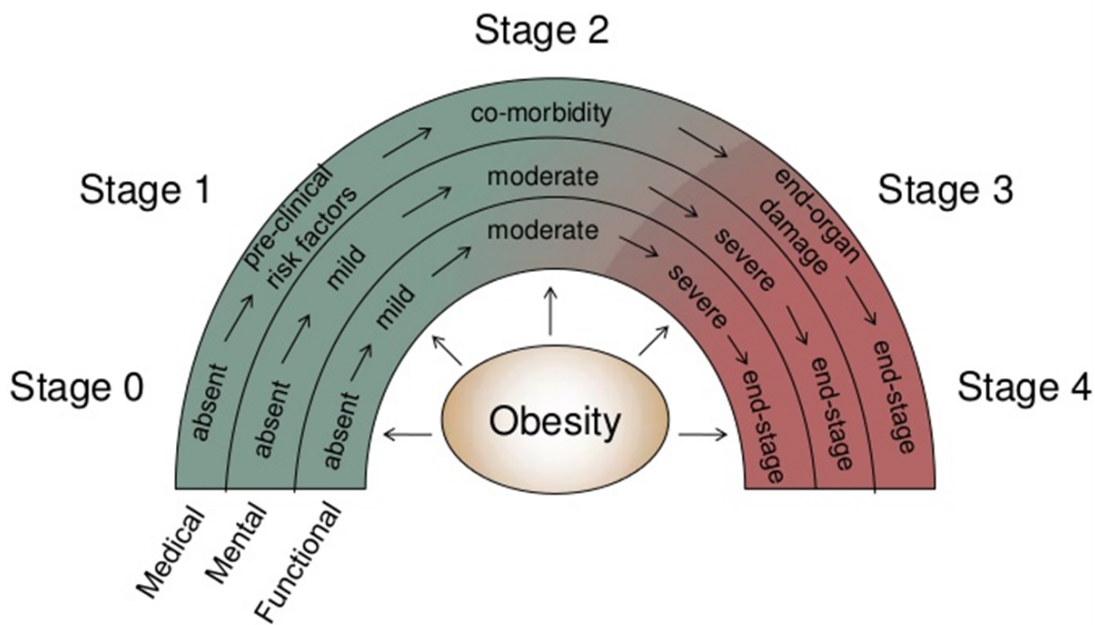 Stage 2
co-morbidity
Stage 1
pre-clinical
risk factors
moderate
end-organ
damage
Stage 3
mild
moderate
severe
mild
severe
Stage 0
absent
absent
absent
Obesity
end-stage
end-stage
end-stage
Stage 4
Medical
Mental
Functional